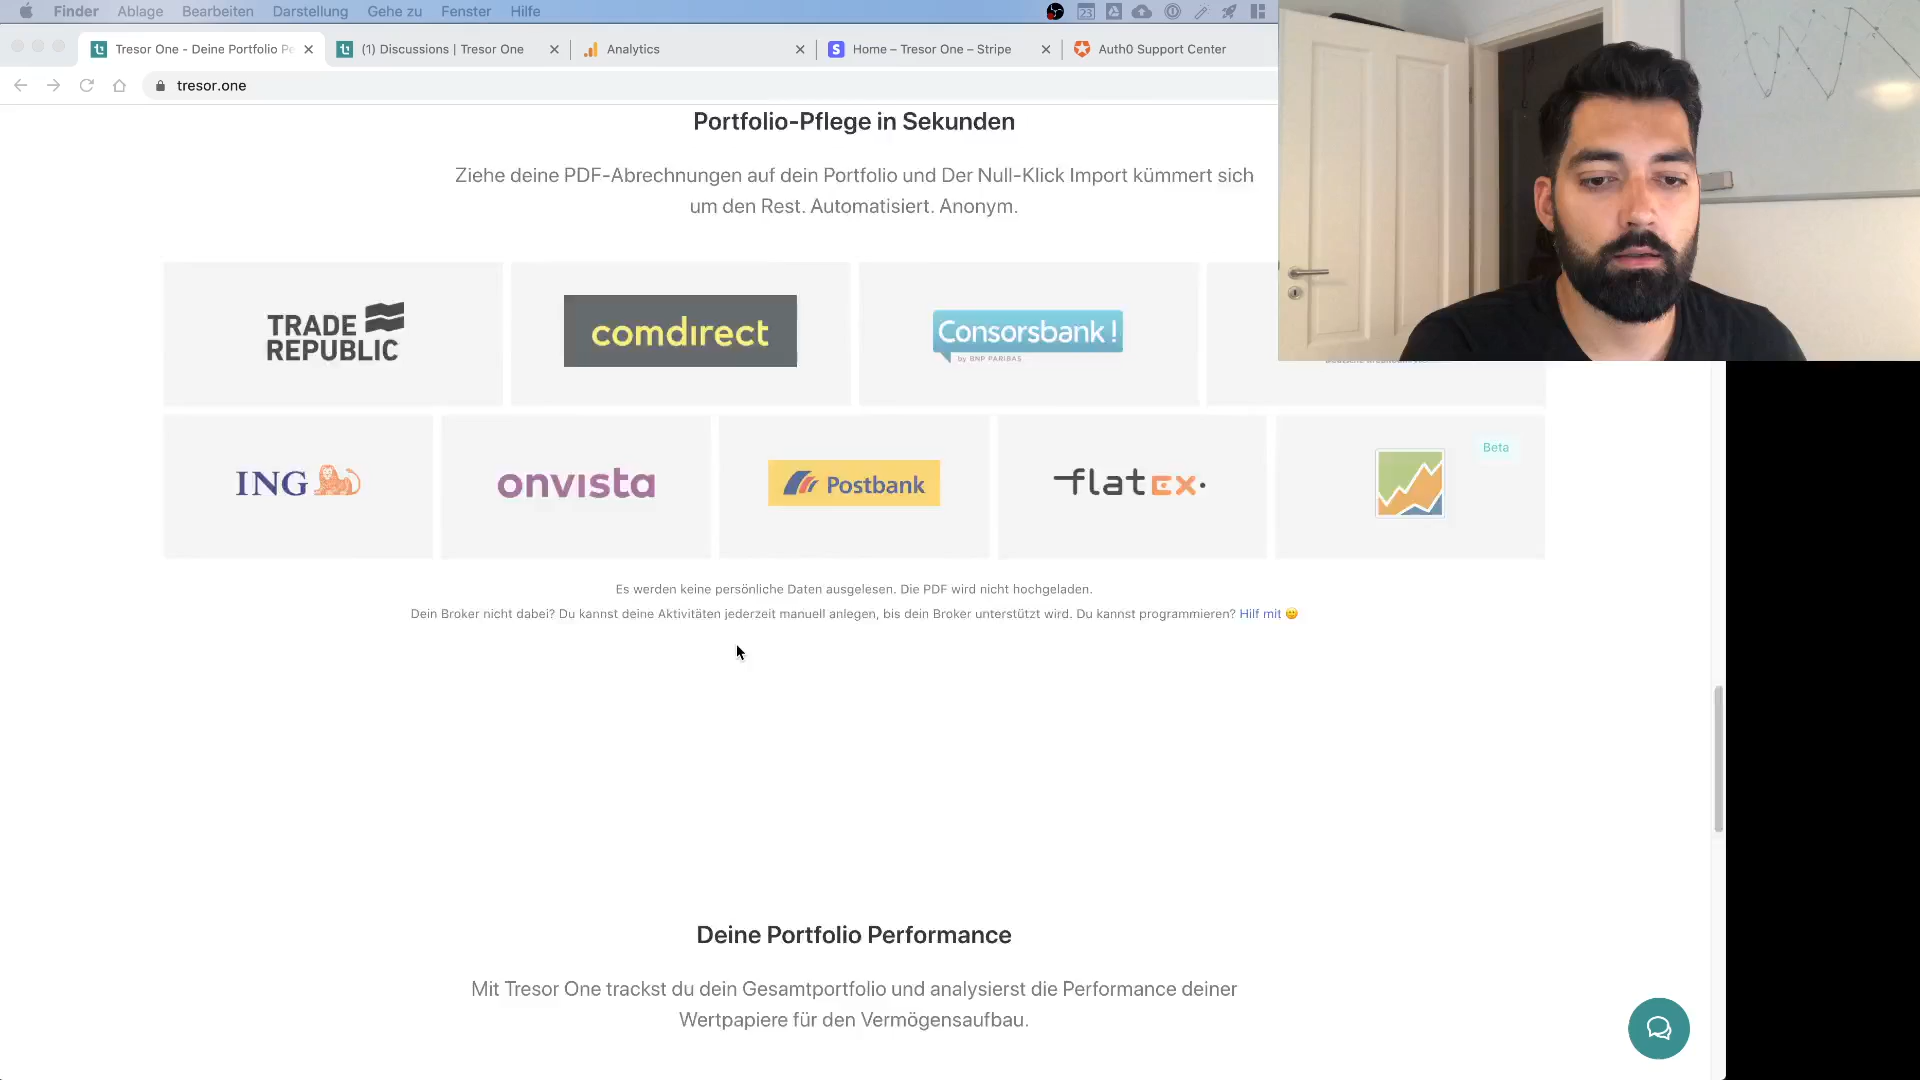 Finder Ablage Bearbeiten Darstellung Gehe zu Fenster Hilfe
23
Tresor One - Deine Portfolio Pe
(1) Discussions | Tresor One
Analytics
Home – Tresor One – Stripe
Auth0 Support Center
tresor.one
Portfolio-Pflege in Sekunden
Ziehe deine PDF-Abrechnungen auf dein Portfolio und Der Null-Klick Import kümmert sich
um den Rest. Automatisiert. Anonym.
TRADE
REPUBLIC
comdırect
Consorsbank!
by BNP PARIBAS
ING
onvista
Postbank
flatex
Beta
Es werden keine persönliche Daten ausgelesen. Die PDF wird nicht hochgeladen.
Dein Broker nicht dabei? Du kannst deine Aktivitäten jederzeit manuell anlegen, bis dein Broker unterstützt wird. Du kannst programmieren? Hilf mit 😊
Deine Portfolio Performance
Mit Tresor One trackst du dein Gesamtportfolio und analysierst die Performance deiner
Wertpapiere für den Vermögensaufbau.